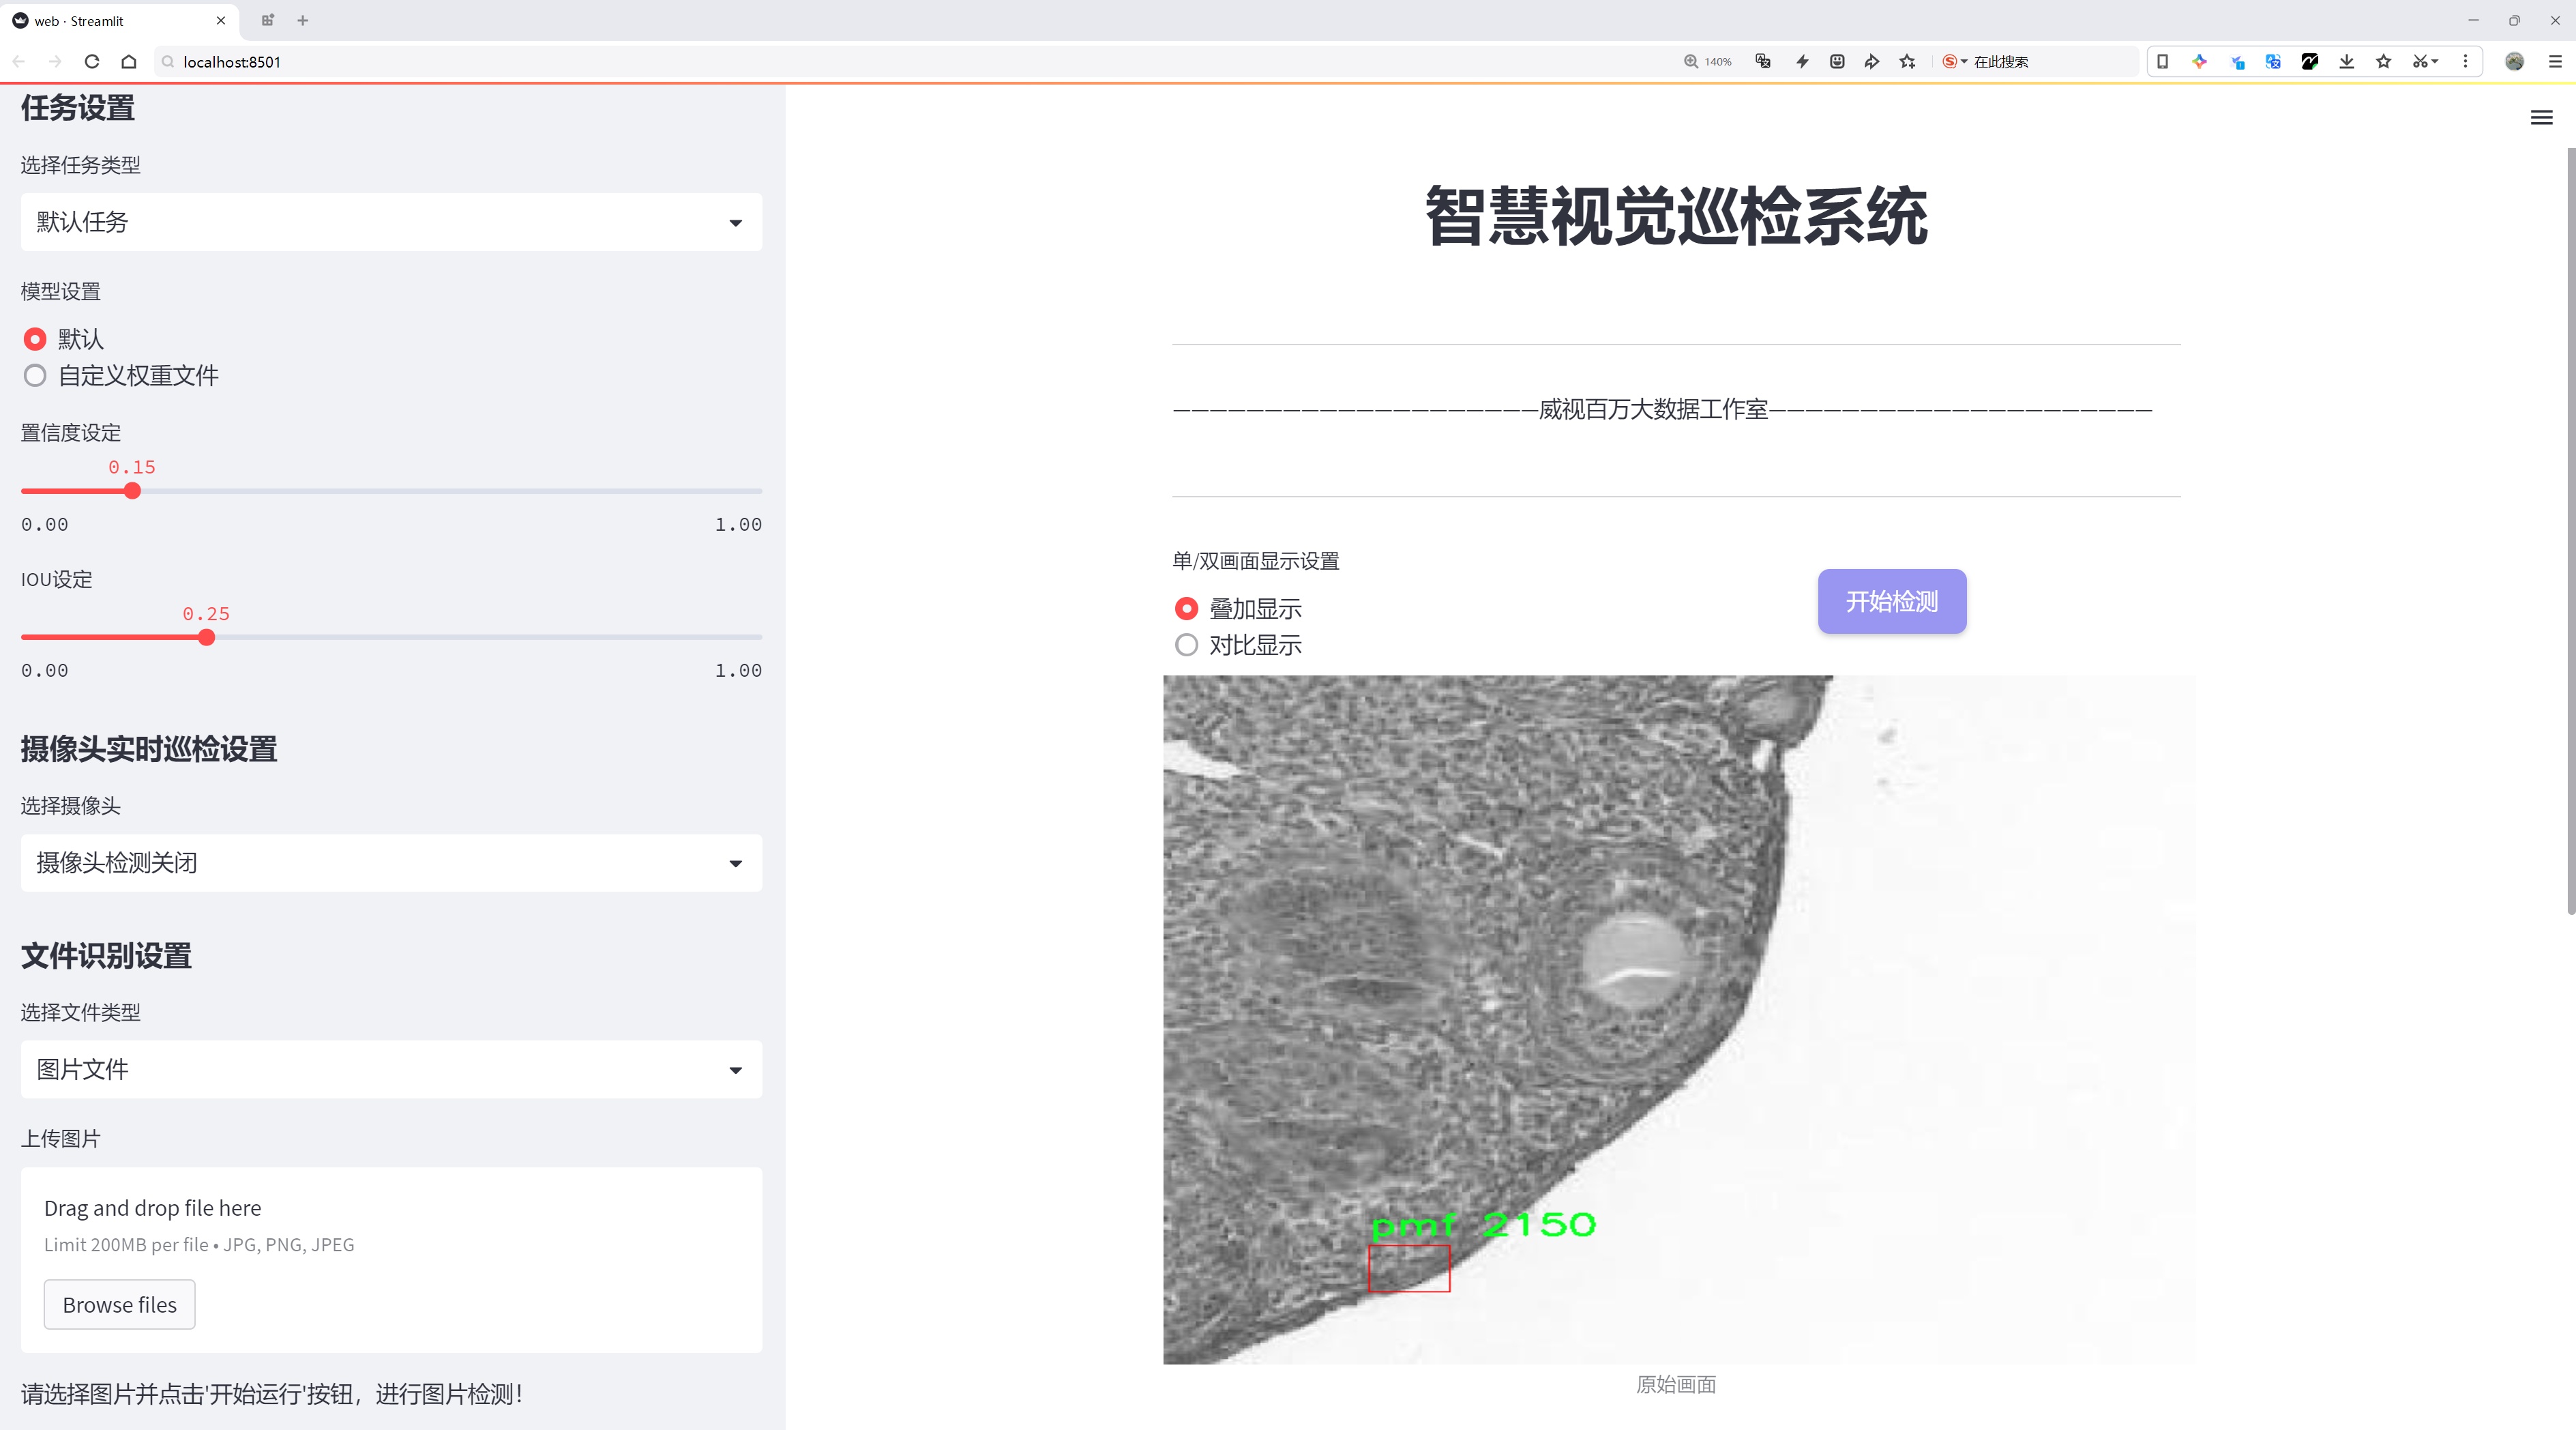 web · Streamlit
localhost:8501
140%
在此搜索
任务设置
选择任务类型
默认任务
模型设置
默认
自定义权重文件
置信度设定
0.15
0.00 1.00
IOU设定
0.25
0.00 1.00
摄像头实时巡检设置
选择摄像头
摄像头检测关闭
文件识别设置
选择文件类型
图片文件
上传图片
Drag and drop file here
Limit 200MB per file • JPG, PNG, JPEG
Browse files
请选择图片并点击'开始运行'按钮，进行图片检测！
智慧视觉巡检系统
—————————————————————威视百万大数据工作室—————————————————————
单/双画面显示设置
叠加显示
对比显示
开始检测
pmf 2150
原始画面